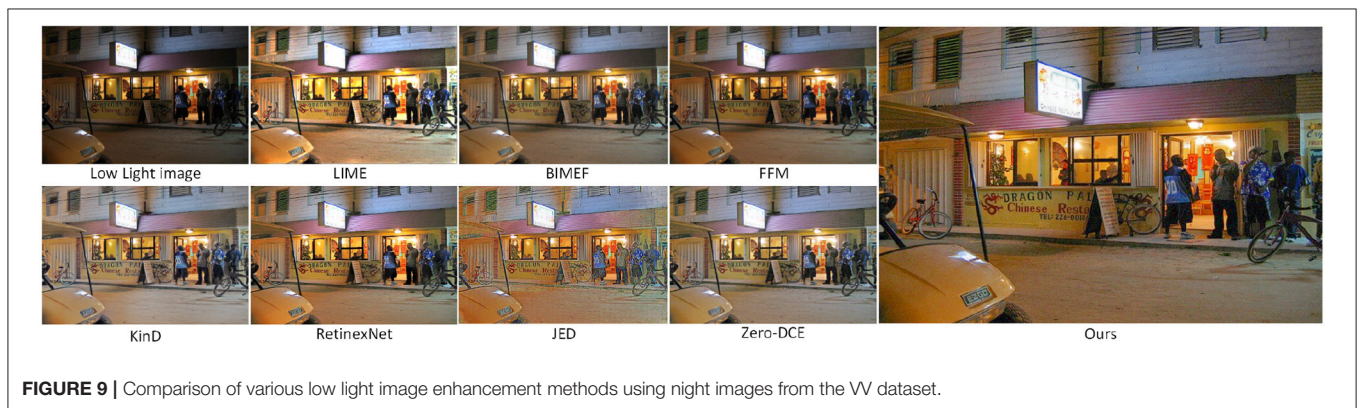 Low Light image
LIME
BIMEF
FFM
DRAGON PAL
Chinese Resta
KinD
RetinexNet
JED
Zero-DCE
Ours
FIGURE 9 | Comparison of various low light image enhancement methods using night images from the VV dataset.